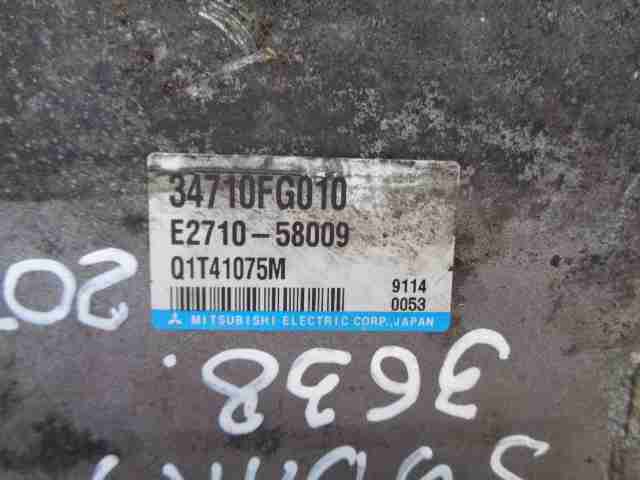 34710FG010
E2710-58009
Q1T41075M
9114
0053
MITSUBISHI ELECTRIC CORP., JAPAN
3638.